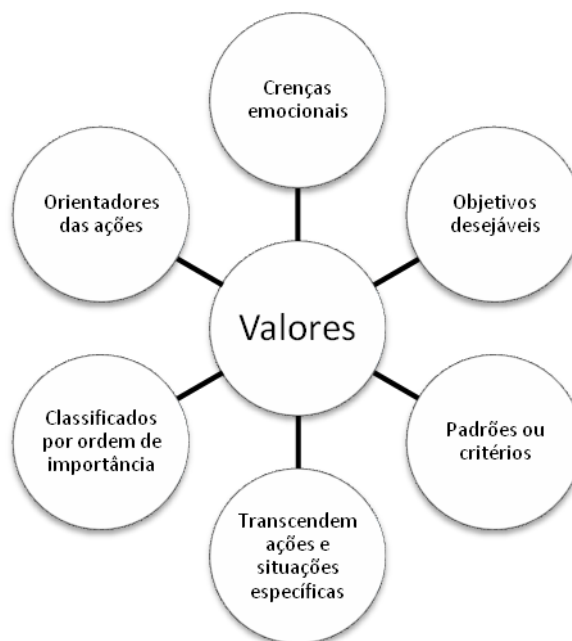 Crenças
emocionais
Orientadores
das ações
Objetivos
desejáveis
Valores
Classificados
por ordem de
importância
Padrões ou
critérios
Transcendem
ações e
situações
específicas